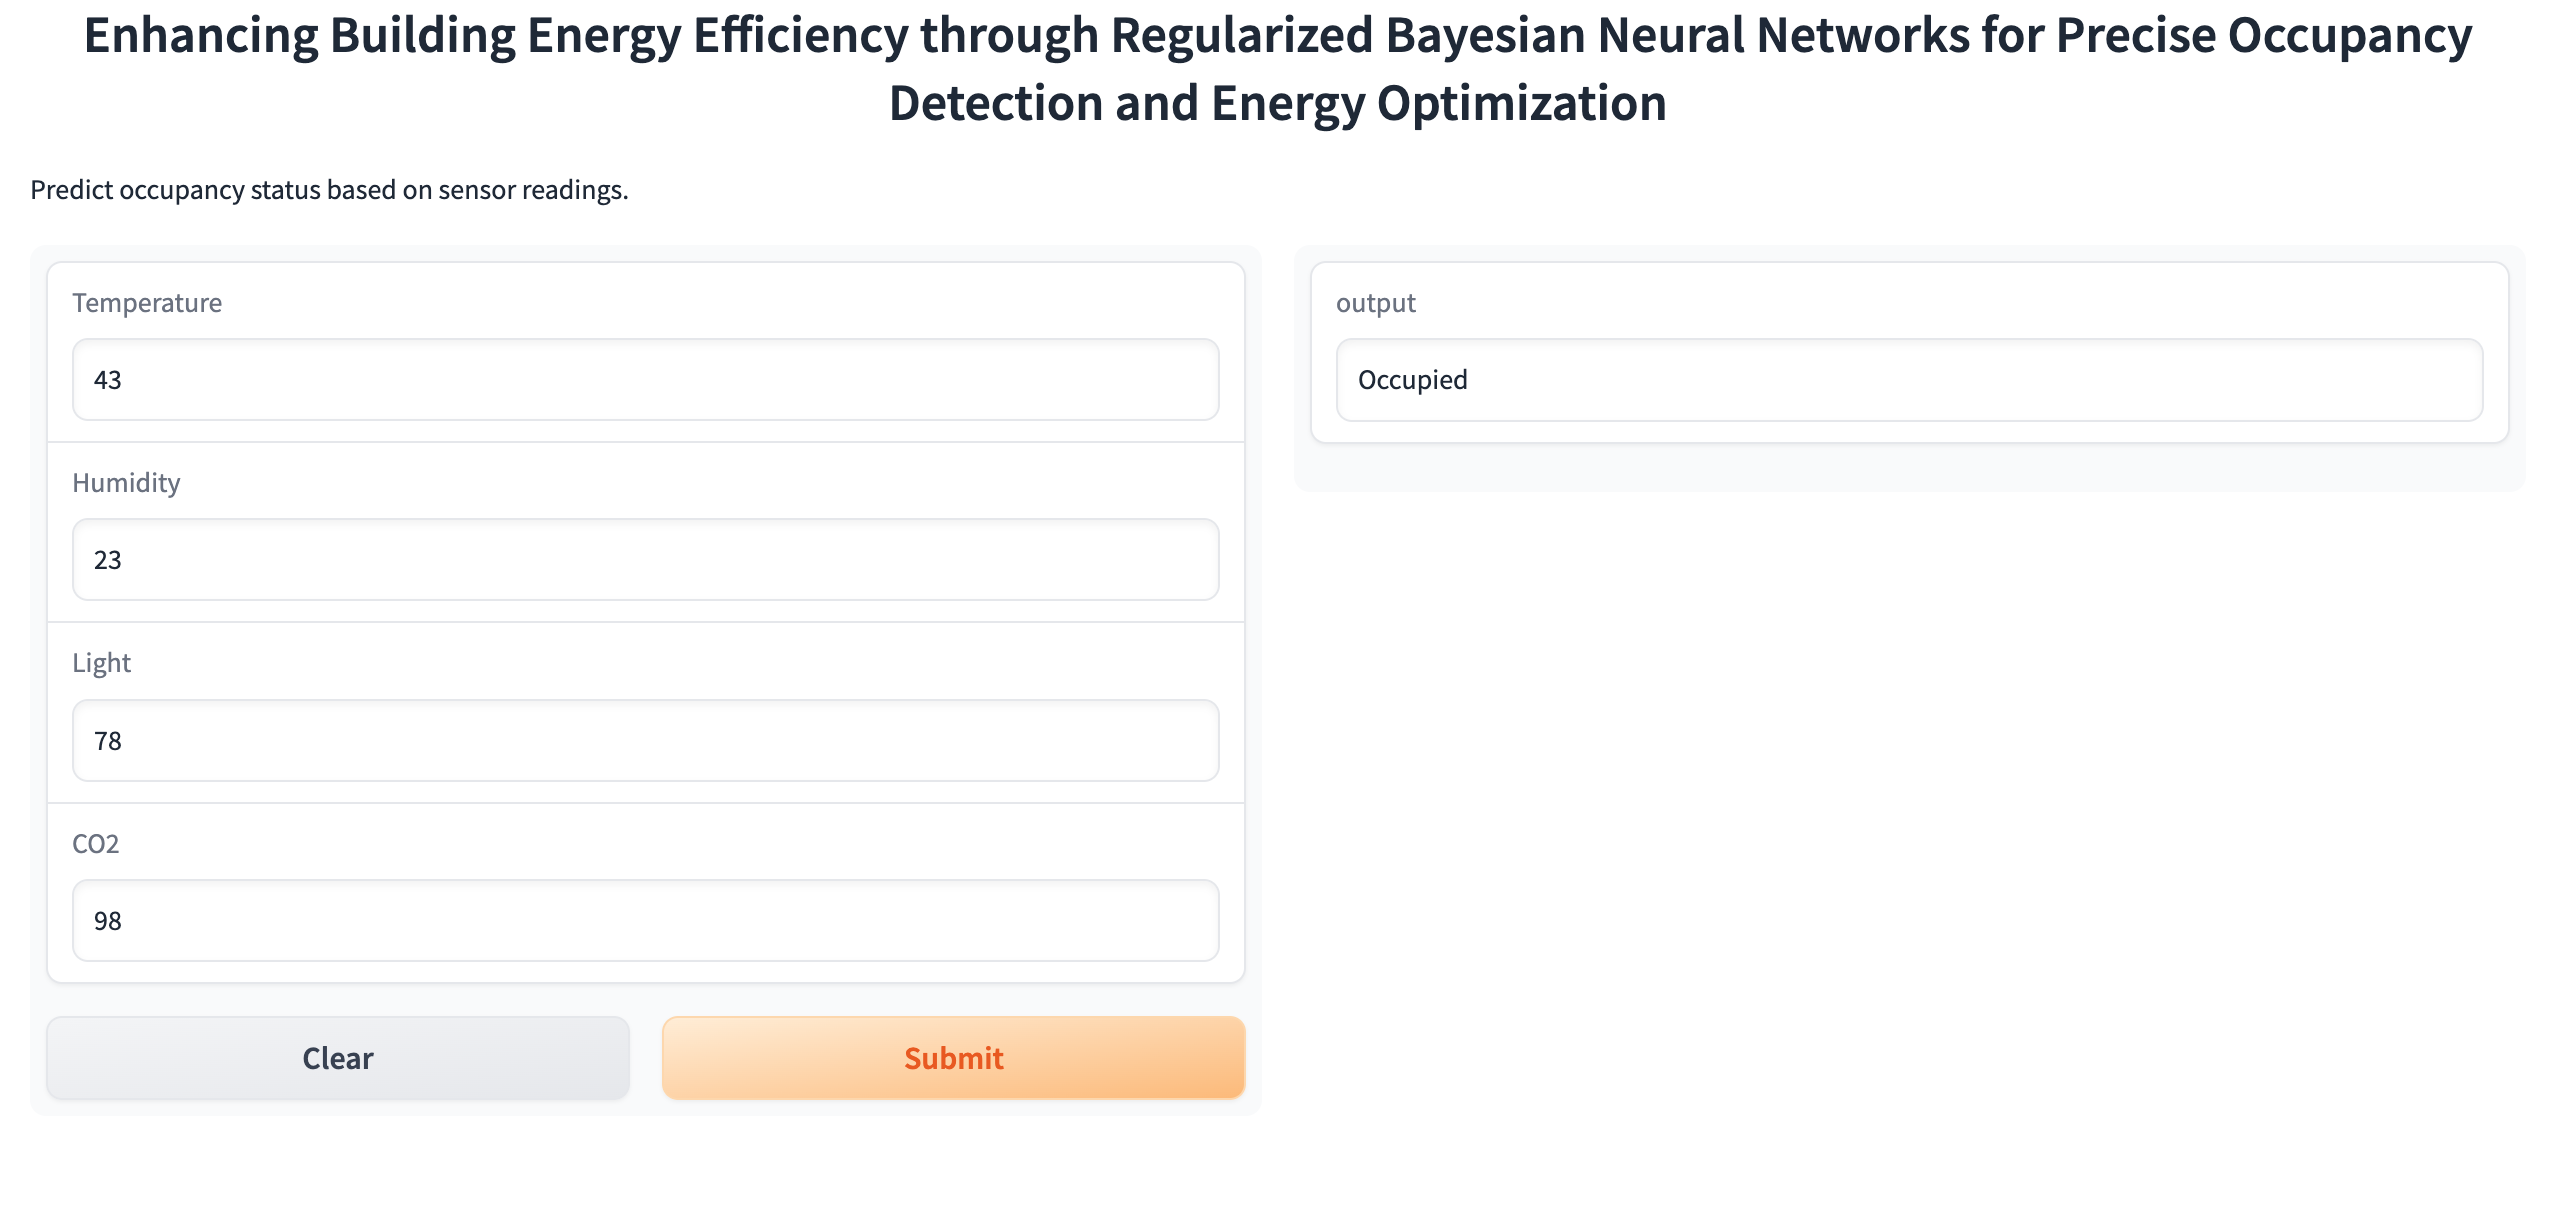 Enhancing Building Energy Efficiency through Regularized Bayesian Neural Networks for Precise Occupancy
Detection and Energy Optimization
Predict occupancy status based on sensor readings.
Temperature
43
Humidity
23
Light
78
CO2
98
Clear
Submit
output
Occupied